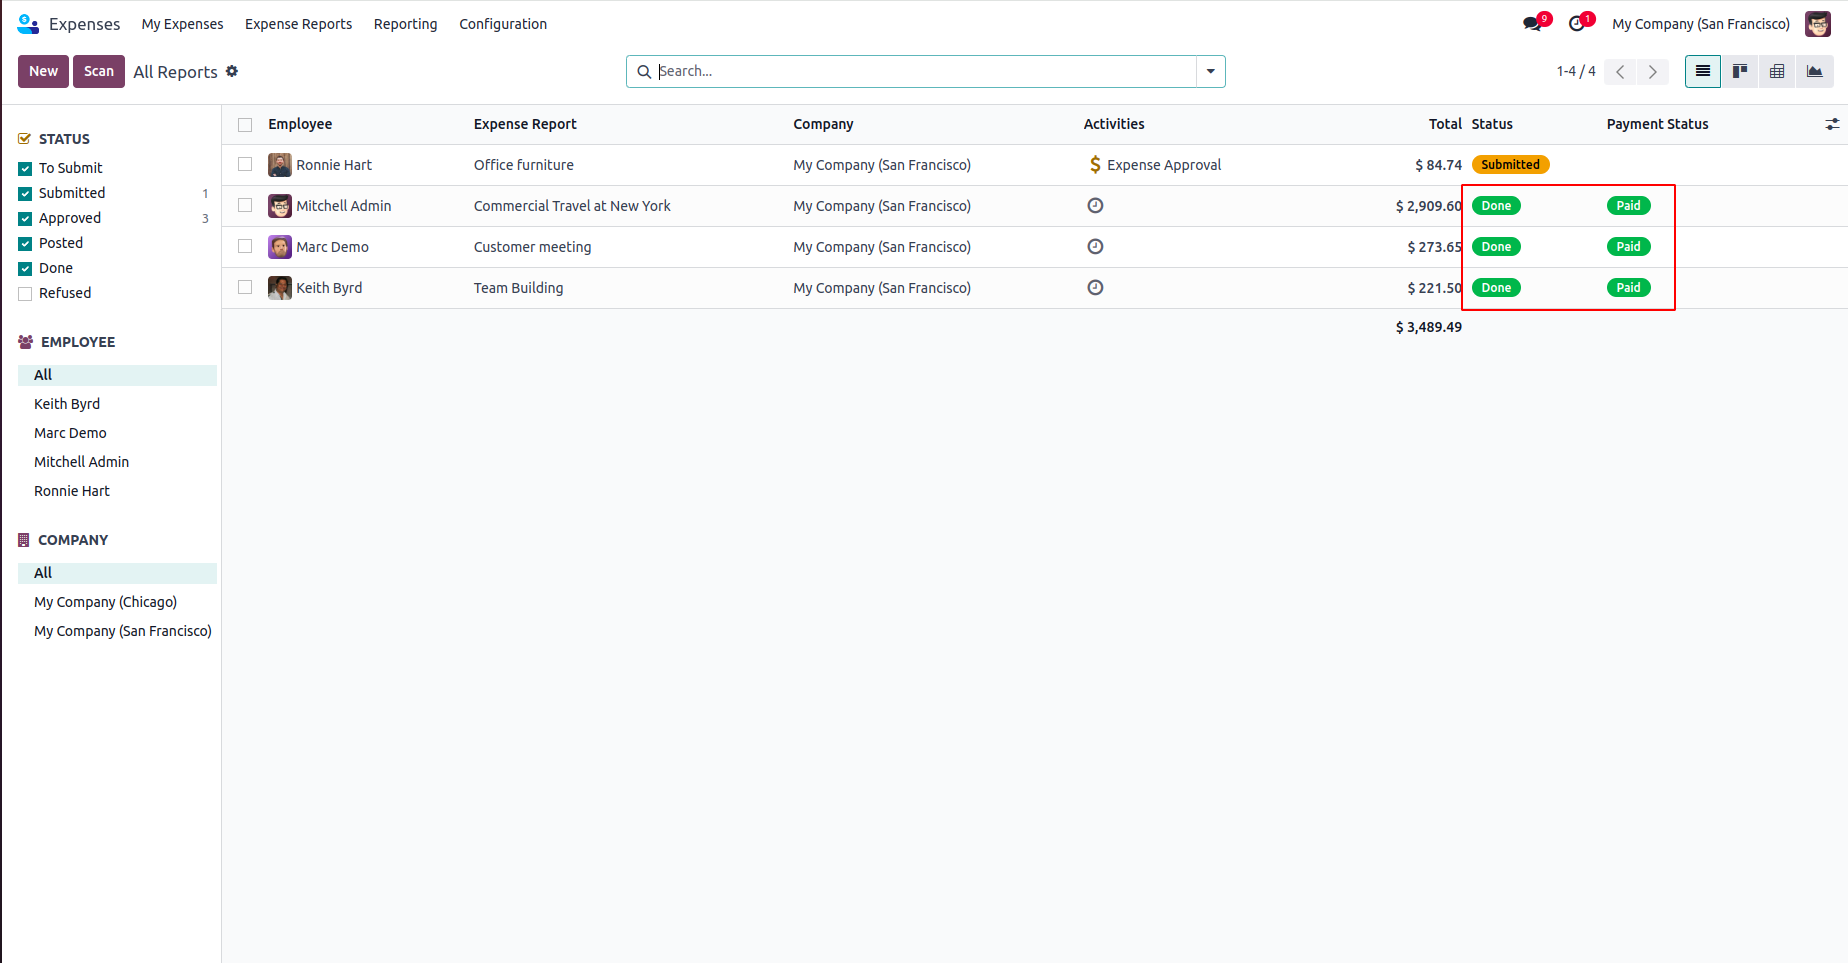 Expenses My Expenses Expense Reports Reporting Configuration 9 1 My Company (San Francisco)
New Scan All Reports Search... 1-4 / 4
STATUS
To Submit
Submitted 1
Approved 3
Posted
Done
Refused
EMPLOYEE
All
Keith Byrd
Marc Demo
Mitchell Admin
Ronnie Hart
COMPANY
All
My Company (Chicago)
My Company (San Francisco)
Employee Expense Report Company Activities Total Status Payment Status
Ronnie Hart Office furniture My Company (San Francisco) $ Expense Approval $ 84.74 Submitted
Mitchell Admin Commercial Travel at New York My Company (San Francisco) $ 2,909.60 Done Paid
Marc Demo Customer meeting My Company (San Francisco) $ 273.65 Done Paid
Keith Byrd Team Building My Company (San Francisco) $ 221.50 Done Paid
$ 3,489.49